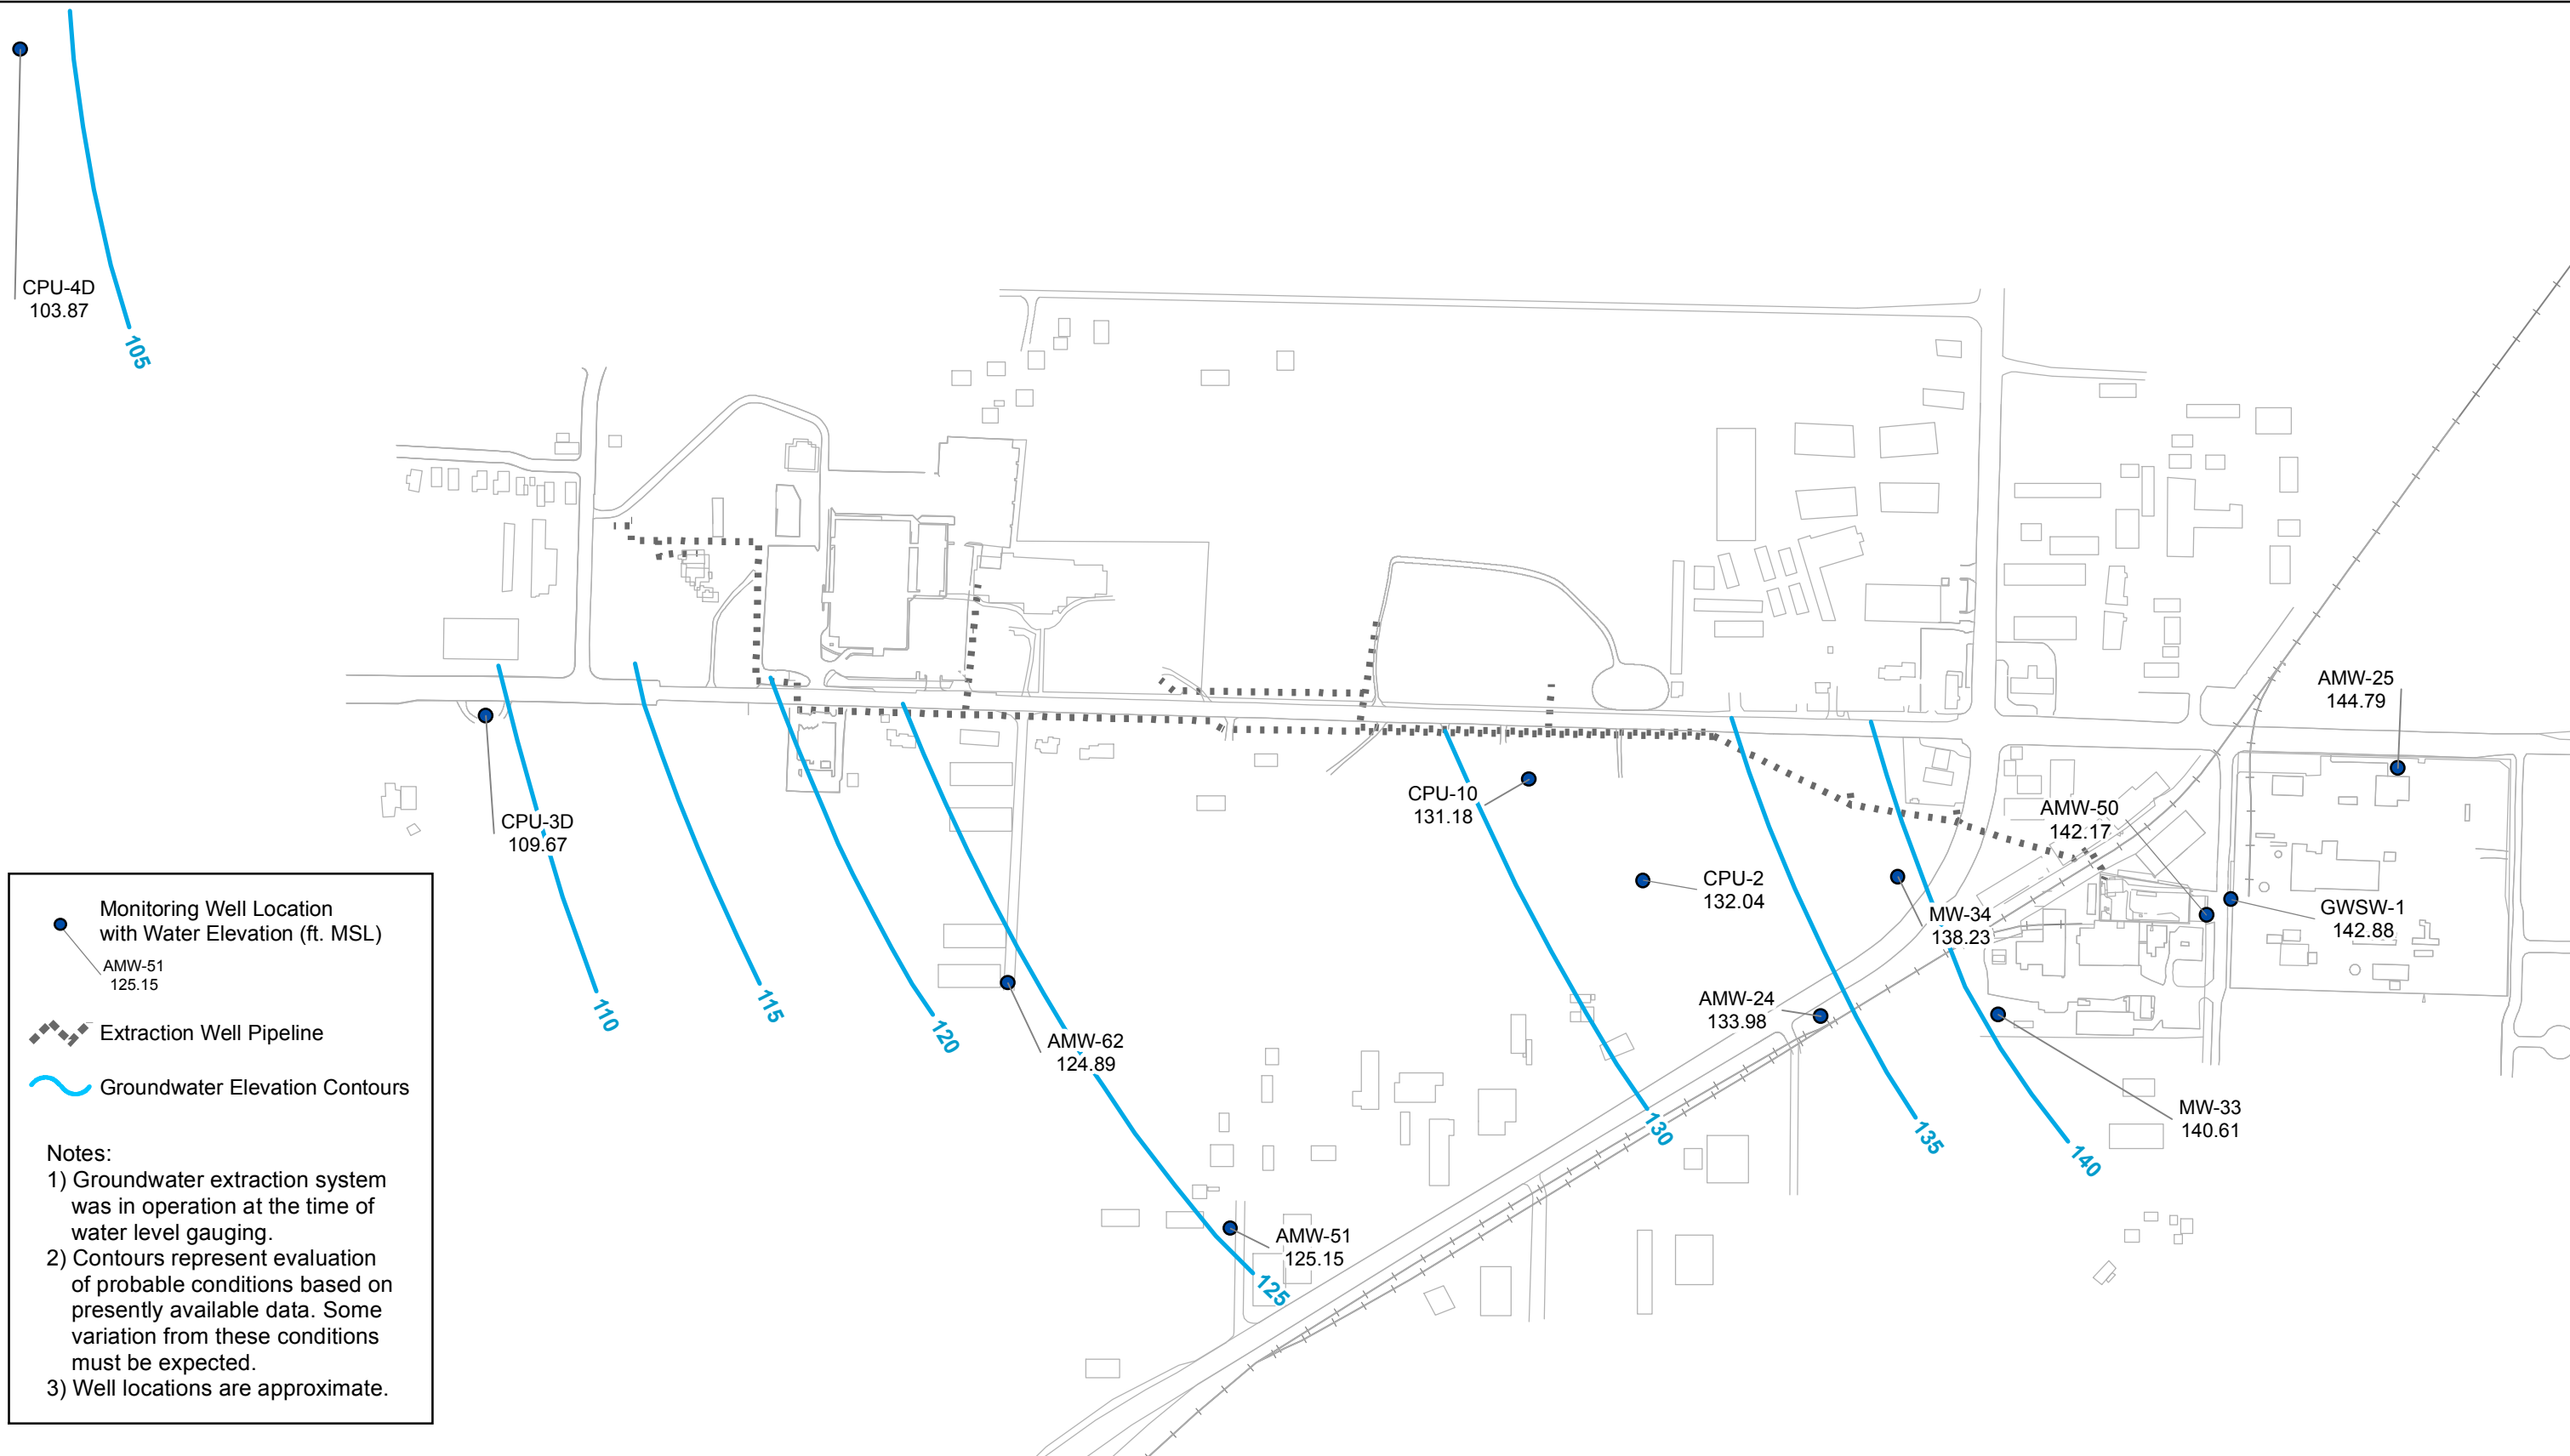 CPU-4D
103.87
105
AMW-25
144.79
CPU-10
131.18
AMW-50
142.17
CPU-3D
109.67
CPU-2
132.04
MW-34
138.23
GWSW-1
142.88
AMW-24
133.98
110
115
120
AMW-62
124.89
130
135
140
MW-33
140.61
AMW-51
125.15
125
Monitoring Well Location
with Water Elevation (ft. MSL)
AMW-51
125.15
Extraction Well Pipeline
Groundwater Elevation Contours
Notes:
1) Groundwater extraction system
was in operation at the time of
water level gauging.
2) Contours represent evaluation
of probable conditions based on
presently available data. Some
variation from these conditions
must be expected.
3) Well locations are approximate.